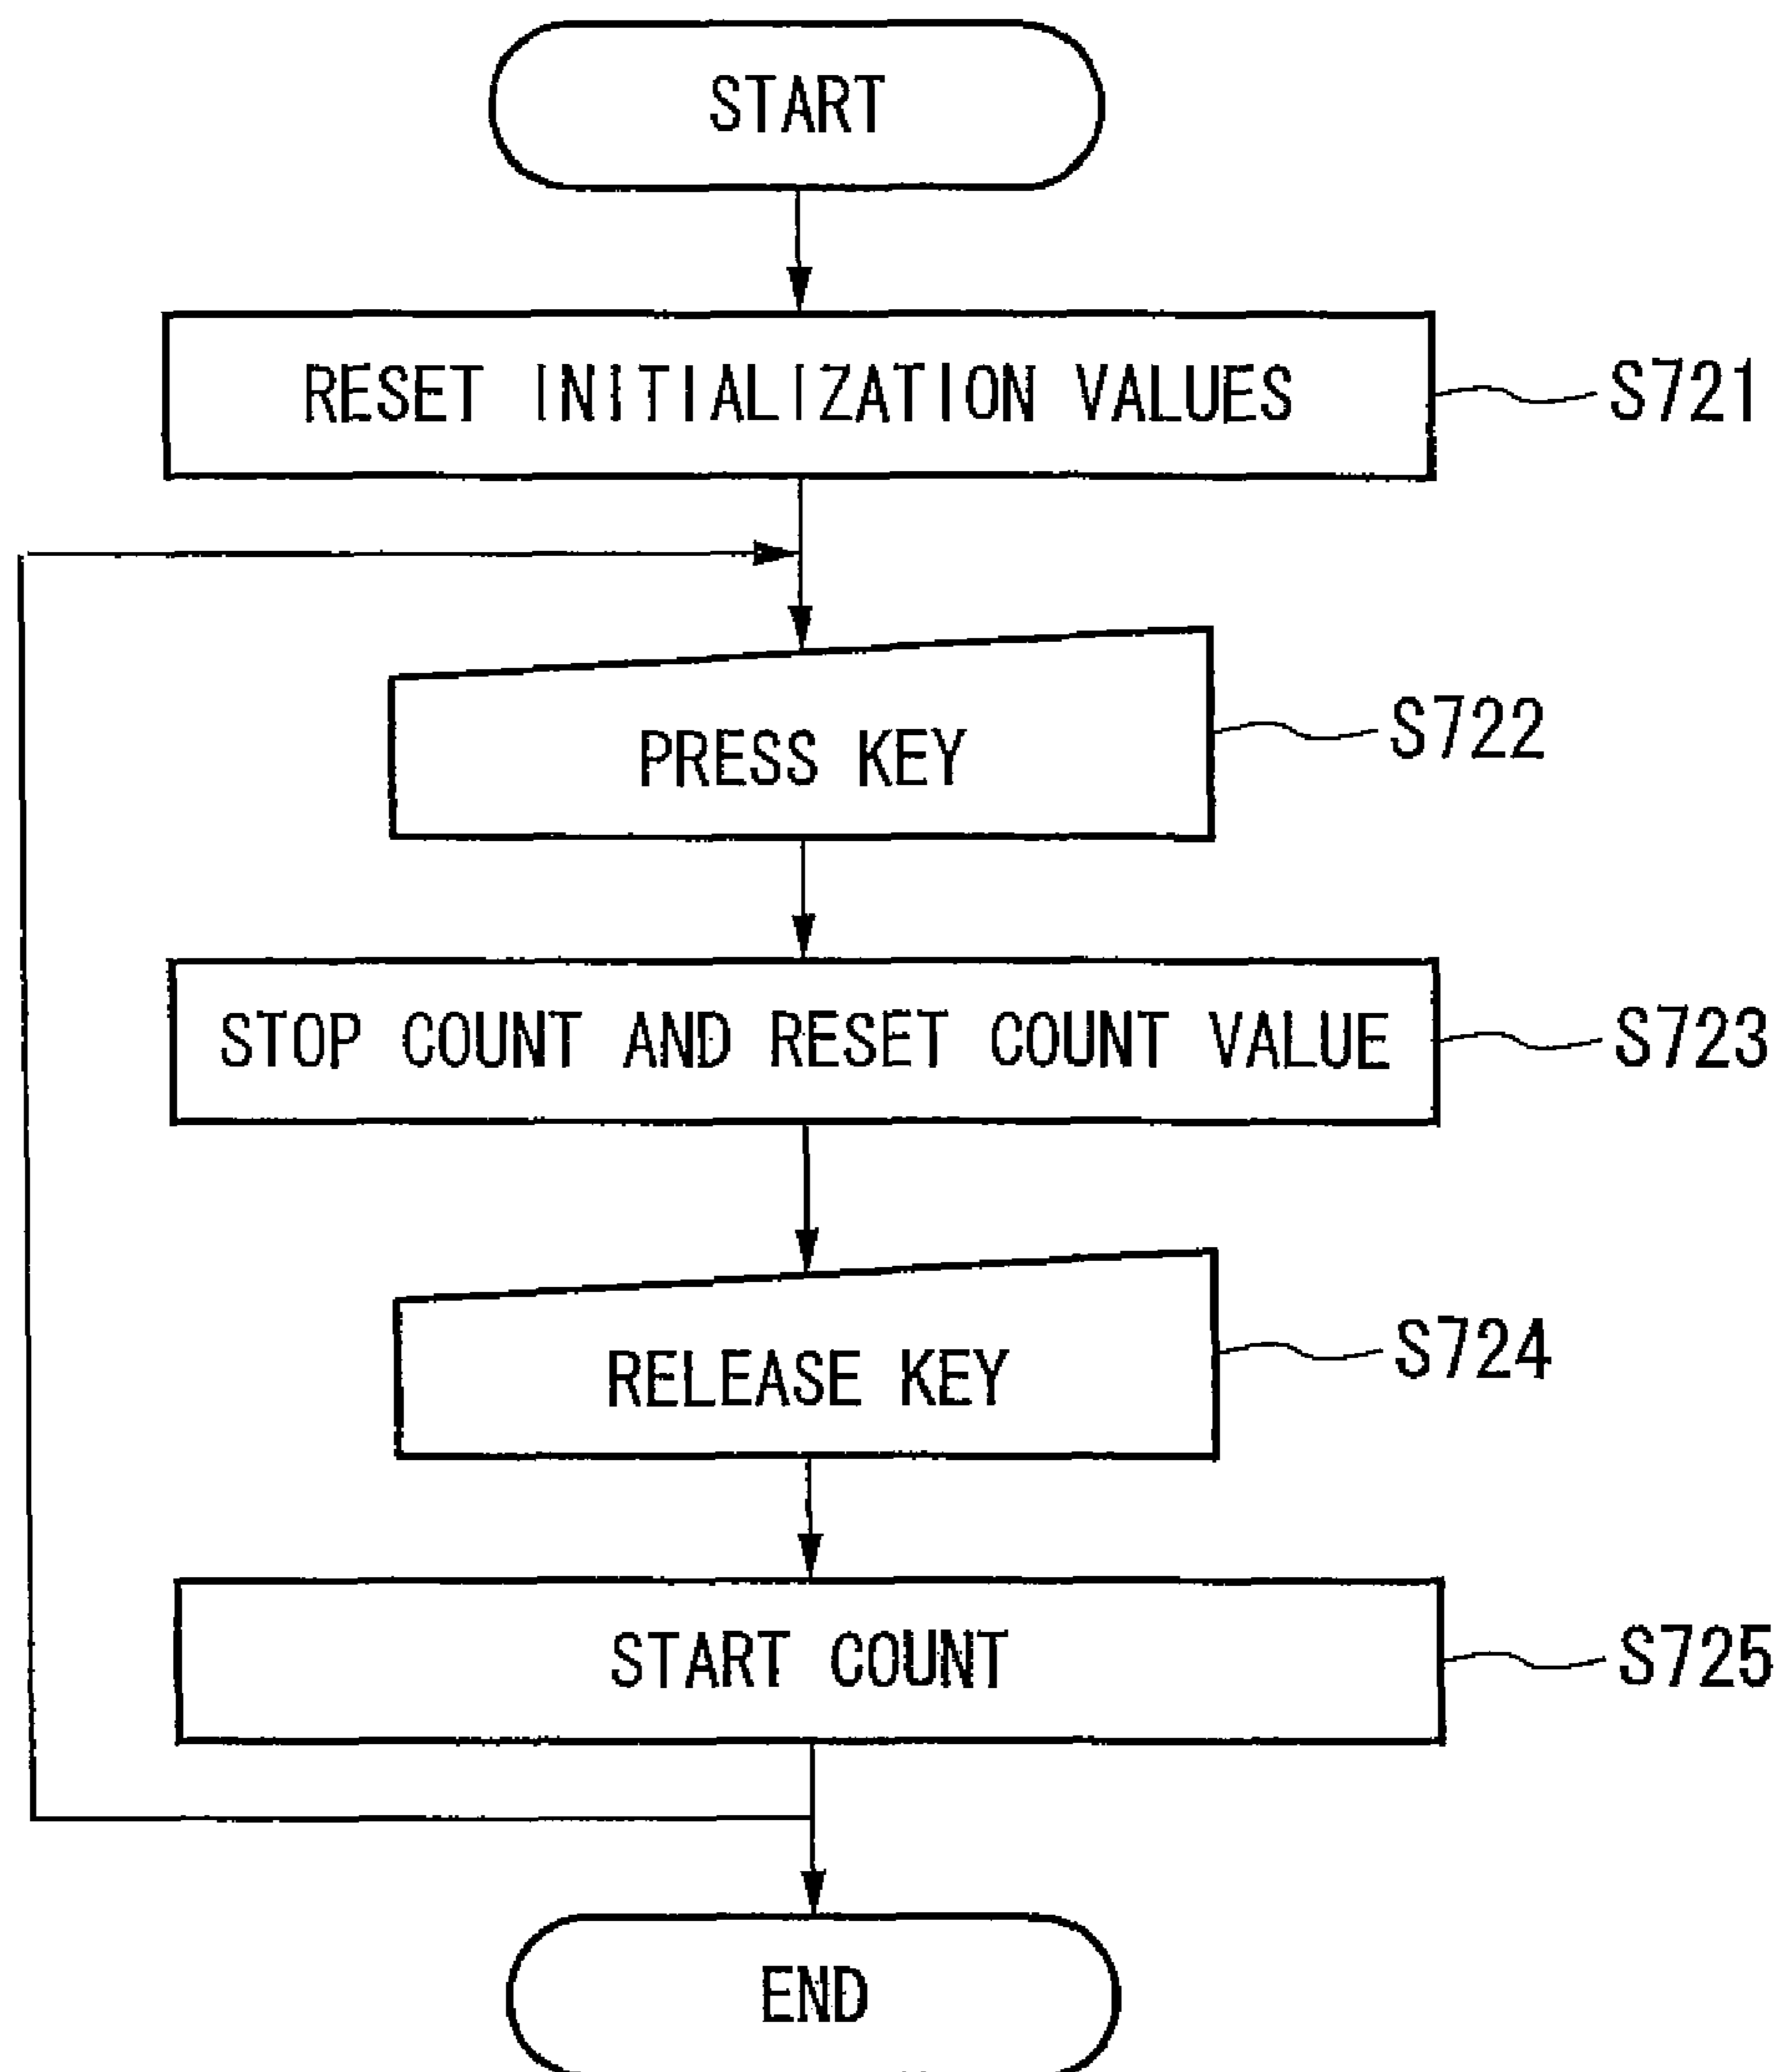 START
RESET INITIALIZATION VALUES
S721
PRESS KEY
S722
STOP COUNT AND RESET COUNT VALUE
S723
RELEASE KEY
S724
START COUNT
S725
END